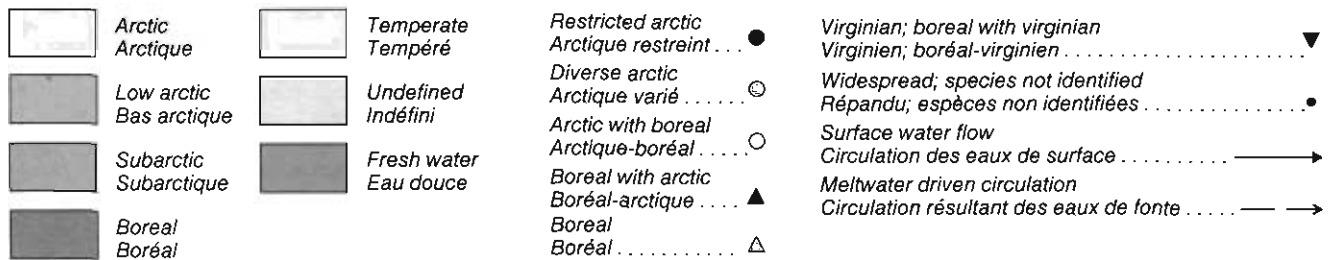 Arctic
Arctique
Low arctic
Bas arctique
Subarctic
Subarctique
Boreal
Boréal
Temperate
Tempéré
Undefined
Indéfini
Fresh water
Eau douce
Restricted arctic
Arctique restreint . . .
Diverse arctic
Arctique varié . . . . .
Arctic with boreal
Arctique-boréal . . . . .
Boreal with arctic
Boréal-arctique . . . .
Boreal
Boréal . . . . . . . . . . .
Virginian; boreal with virginian
Virginien; boréal-virginien . . . . . . . . . . . . . . . . . . .
Widespread; species not identified
Répandu; espèces non identifiées . . . . . . . . . . . .
Surface water flow
Circulation des eaux de surface . . . . . . . . . .
Meltwater driven circulation
Circulation résultant des eaux de fonte . . . . .